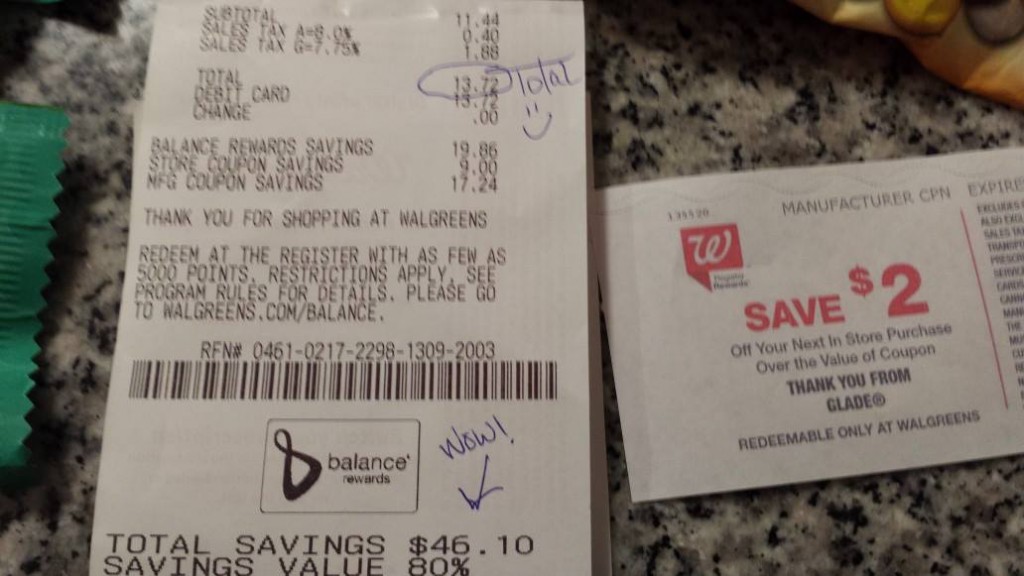 SUBTOTAL 11.44
SALES TAX A=8.0% 0.40
SALES TAX G=7.75% 1.88
TOTAL 13.72 Total
DEBIT CARD 13.72
CHANGE .00
BALANCE REWARDS SAVINGS 19.86
STORE COUPON SAVINGS 9.00
MFG COUPON SAVINGS 17.24
THANK YOU FOR SHOPPING AT WALGREENS
REDEEM AT THE REGISTER WITH AS FEW AS
5000 POINTS. RESTRICTIONS APPLY. SEE
PROGRAM RULES FOR DETAILS. PLEASE GO
TO WALGREENS.COM/BALANCE.
RFN# 0461-0217-2298-1309-2003
balance
rewards
Wow!
TOTAL SAVINGS $46.10
SAVINGS VALUE 80%
MANUFACTURER CPN EXPIRE
W
Register
Rewards
SAVE $2
Off Your Next In Store Purchase
Over the Value of Coupon
THANK YOU FROM
GLADE®
REDEEMABLE ONLY AT WALGREENS